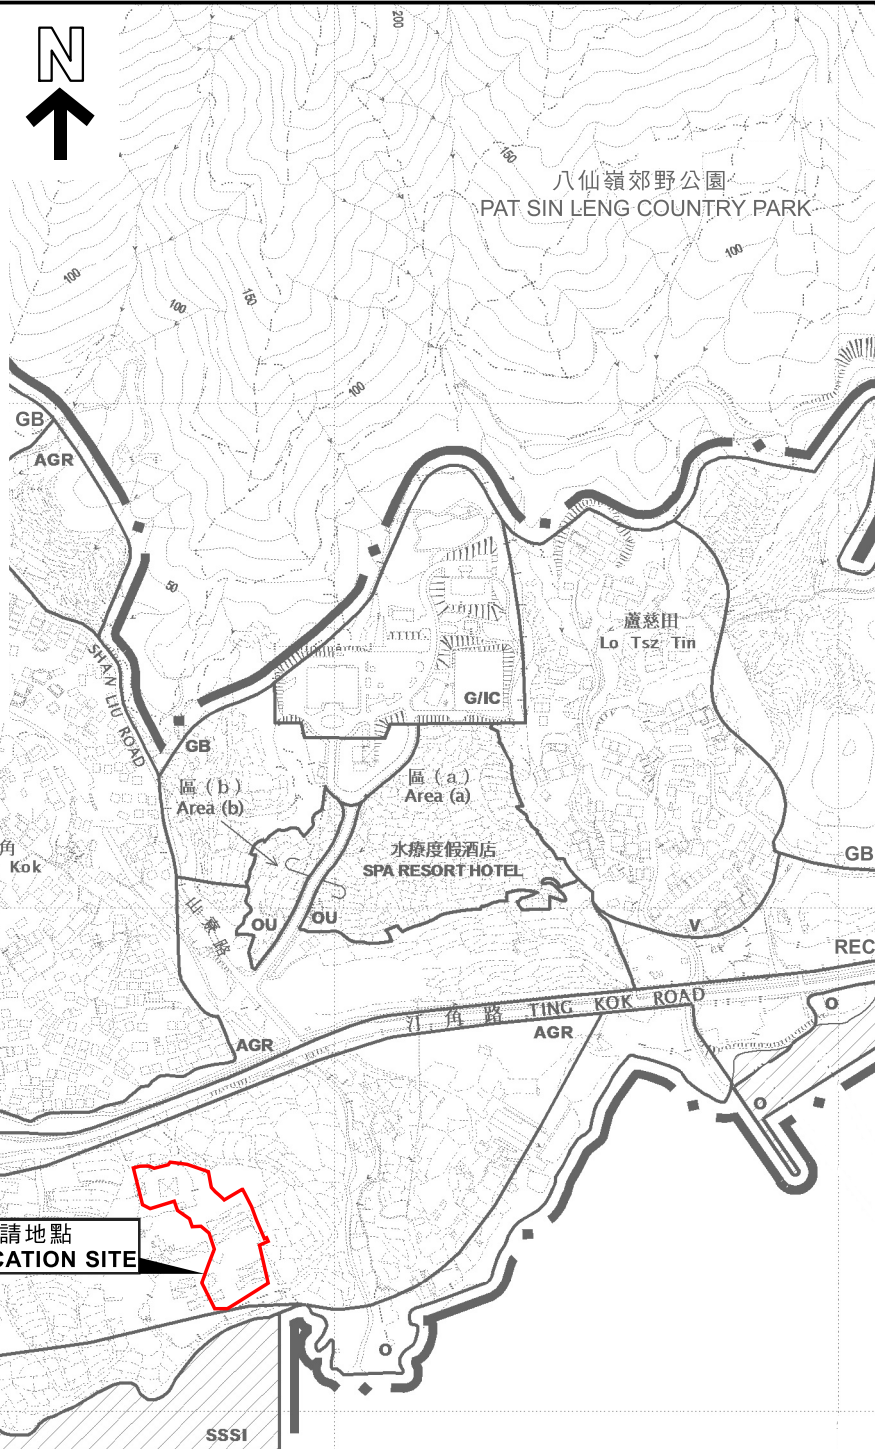 N
200
150
八仙嶺郊野公園
PAT SIN LENG COUNTRY PARK
100
100
150
100
100
GB
AGR
50
蘆慈田
Lo Tsz Tin
SHAN LIU ROAD
G/IC
GB
區（b）
Area (b)
區（a）
Area (a)
角
Kok
水療度假酒店
SPA RESORT HOTEL
GB
山寮路
OU
OU
V
REC
汀角路 TING KOK ROAD
O
AGR
AGR
O
請地點
CATION SITE
O
SSSI